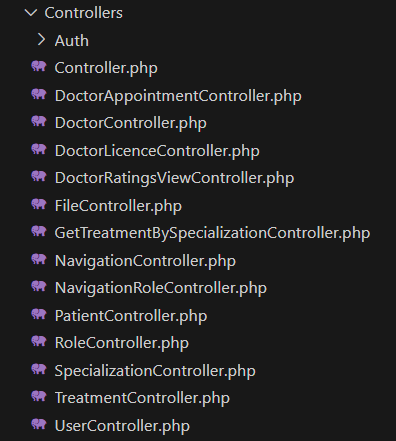 Controllers
Auth
Controller.php
DoctorAppointmentController.php
DoctorController.php
DoctorLicenceController.php
DoctorRatingsViewController.php
FileController.php
GetTreatmentBySpecializationController.php
NavigationController.php
NavigationRoleController.php
PatientController.php
RoleController.php
SpecializationController.php
TreatmentController.php
UserController.php